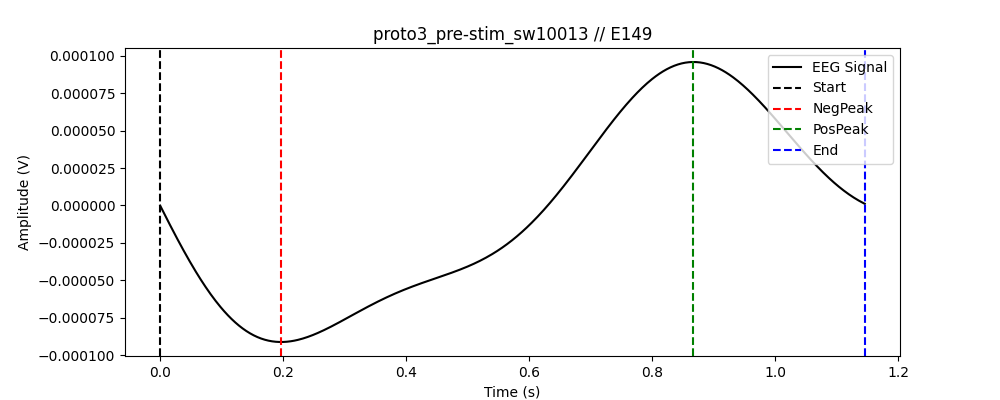 proto3_pre-stim_sw10013 // E149
0.000100
0.000075
0.000050
0.000025
0.000000
−0.000025
−0.000050
−0.000075
−0.000100
Amplitude (V)
EEG Signal
Start
NegPeak
PosPeak
End
0.0 0.2 0.4 0.6 0.8 1.0 1.2
Time (s)